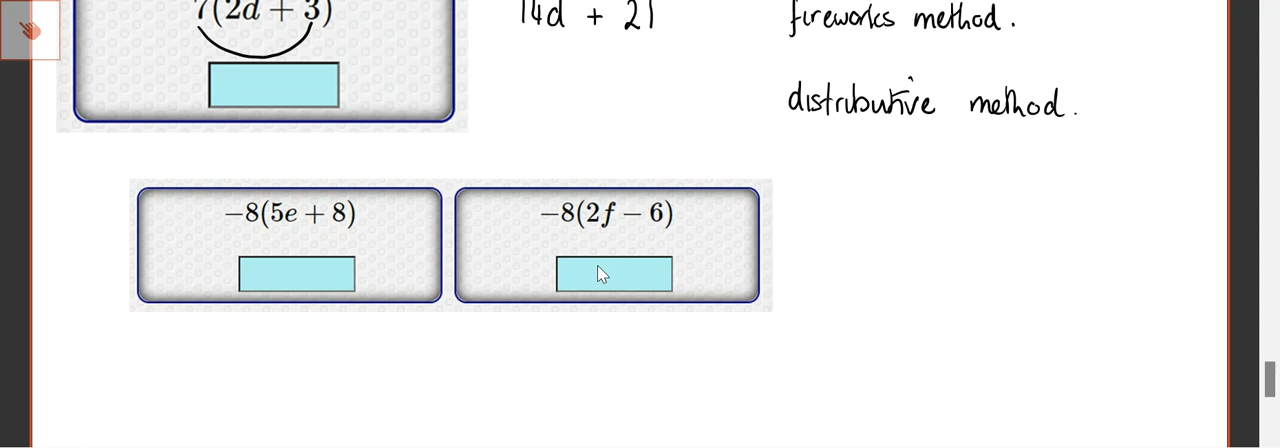 7(2d + 3)
14d + 21
fireworks method.
distributive method.
−8(5e + 8)
−8(2f − 6)